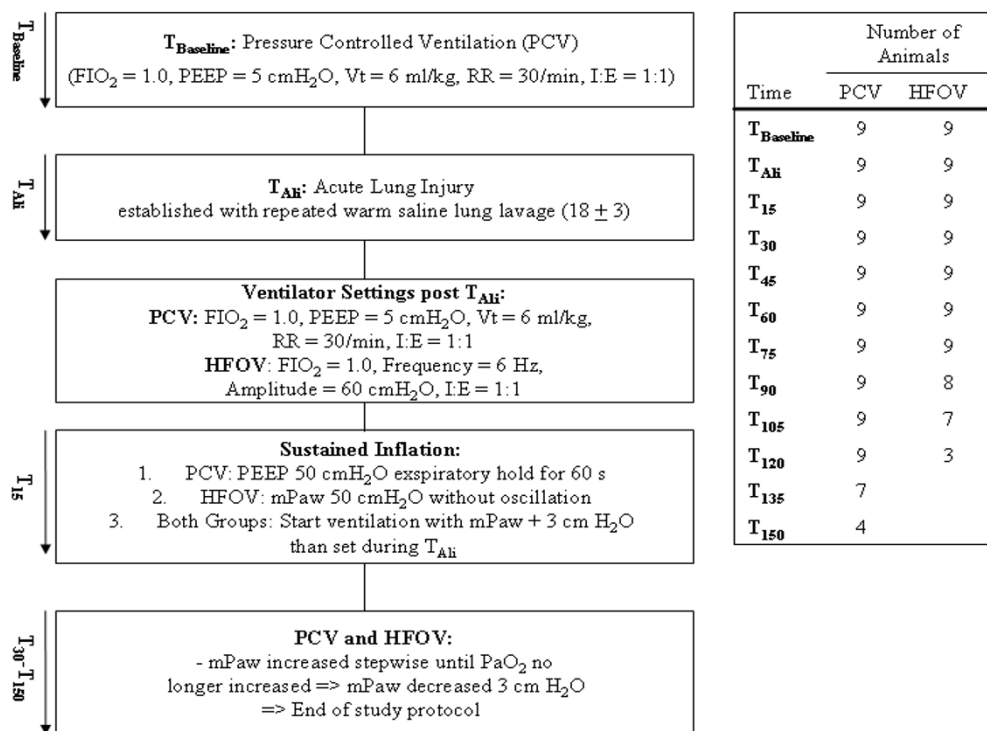 T_Baseline
T_Baseline: Pressure Controlled Ventilation (PCV)
(FIO₂ = 1.0, PEEP = 5 cmH₂O, Vt = 6 ml/kg, RR = 30/min, I:E = 1:1)
T_Ali
T_Ali: Acute Lung Injury
established with repeated warm saline lung lavage (18 ± 3)
Ventilator Settings post T_Ali:
PCV: FIO₂ = 1.0, PEEP = 5 cmH₂O, Vt = 6 ml/kg,
RR = 30/min, I:E = 1:1
HFOV: FIO₂ = 1.0, Frequency = 6 Hz,
Amplitude = 60 cmH₂O, I:E = 1:1
T₁₅
Sustained Inflation:
1. PCV: PEEP 50 cmH₂O exspiratory hold for 60 s
2. HFOV: mPaw 50 cmH₂O without oscillation
3. Both Groups: Start ventilation with mPaw + 3 cm H₂O
than set during T_Ali
T₃₀-T₁₅₀
PCV and HFOV:
- mPaw increased stepwise until PaO₂ no
longer increased => mPaw decreased 3 cm H₂O
=> End of study protocol
Number of
Animals
Time PCV HFOV
T_Baseline 9 9
T_Ali 9 9
T₁₅ 9 9
T₃₀ 9 9
T₄₅ 9 9
T₆₀ 9 9
T₇₅ 9 9
T₉₀ 9 8
T₁₀₅ 9 7
T₁₂₀ 9 3
T₁₃₅ 7
T₁₅₀ 4